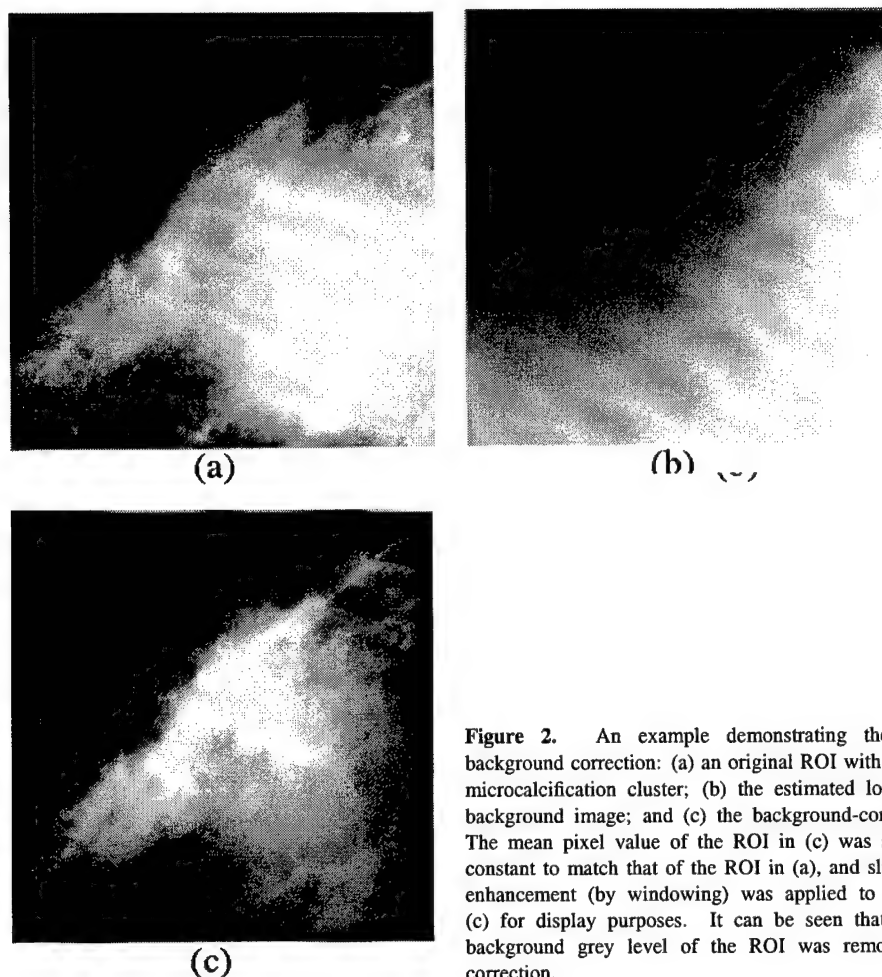 (a)
(b)
(c)
Figure 2. An example demonstrating the
background correction: (a) an original ROI with
microcalcification cluster; (b) the estimated lo
background image; and (c) the background-cor
The mean pixel value of the ROI in (c) was
constant to match that of the ROI in (a), and sl
enhancement (by windowing) was applied to
(c) for display purposes. It can be seen that
background grey level of the ROI was remo
correction